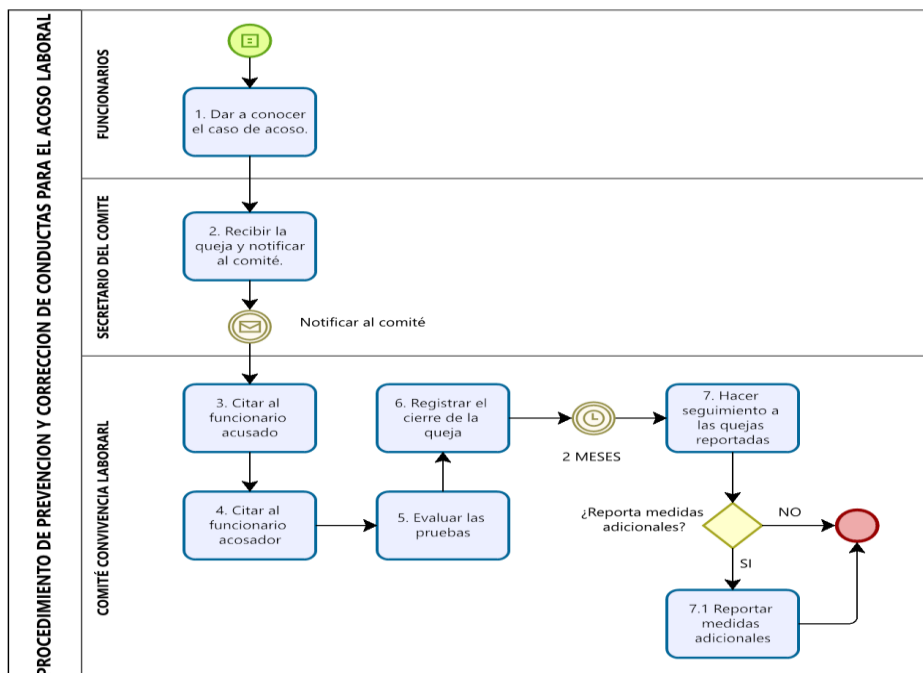 PROCEDIMIENTO DE PREVENCION Y CORRECCION DE CONDUCTAS PARA EL ACOSO LABORAL
FUNCIONARIOS
1. Dar a conocer
el caso de acoso.
SECRETARIO DEL COMITE
2. Recibir la
queja y notificar
al comité.
Notificar al comité
COMITÉ CONVIVENCIA LABORARL
3. Citar al
funcionario
acusado
4. Citar al
funcionario
acosador
5. Evaluar las
pruebas
6. Registrar el
cierre de la
queja
2 MESES
7. Hacer
seguimiento a
las quejas
reportadas
¿Reporta medidas
adicionales?
NO
SI
7.1 Reportar
medidas
adicionales